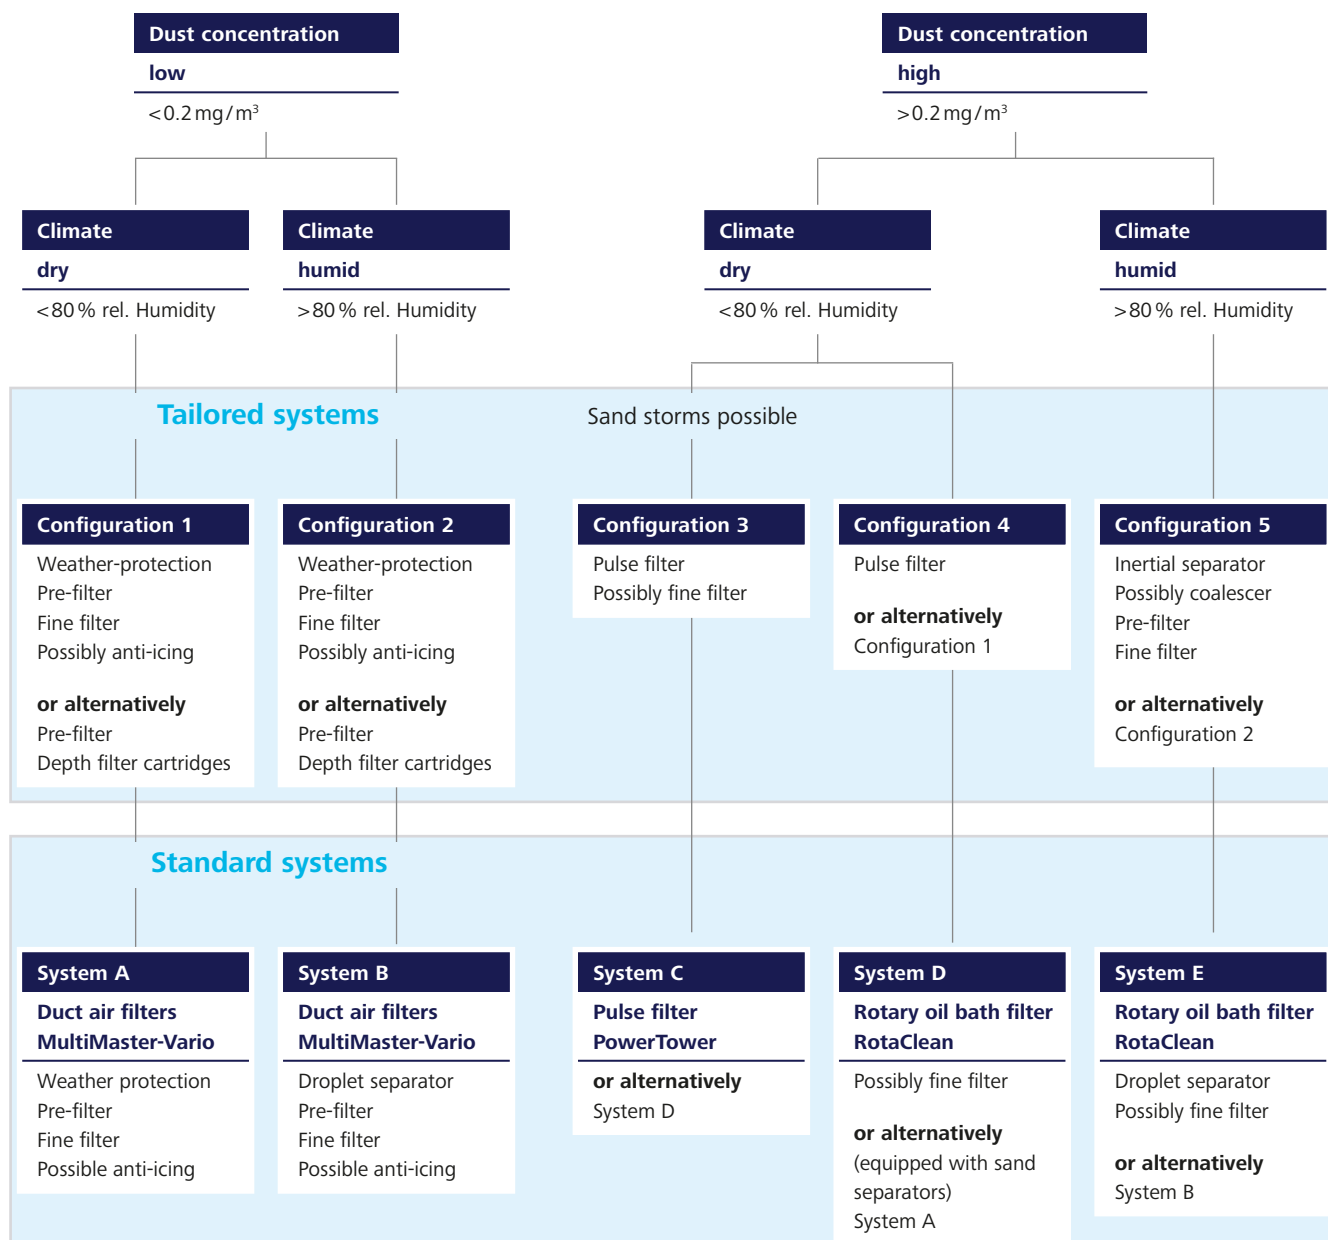 Dust concentration
low
<0.2 mg/m³
Dust concentration
high
>0.2 mg/m³
Climate
dry
<80 % rel. Humidity
Climate
humid
>80 % rel. Humidity
Climate
dry
<80 % rel. Humidity
Climate
humid
>80 % rel. Humidity
Tailored systems
Sand storms possible
Configuration 1
Weather-protection
Pre-filter
Fine filter
Possibly anti-icing
or alternatively
Pre-filter
Depth filter cartridges
Configuration 2
Weather-protection
Pre-filter
Fine filter
Possibly anti-icing
or alternatively
Pre-filter
Depth filter cartridges
Configuration 3
Pulse filter
Possibly fine filter
Configuration 4
Pulse filter
or alternatively
Configuration 1
Configuration 5
Inertial separator
Possibly coalescer
Pre-filter
Fine filter
or alternatively
Configuration 2
Standard systems
System A
Duct air filters
MultiMaster-Vario
Weather protection
Pre-filter
Fine filter
Possible anti-icing
System B
Duct air filters
MultiMaster-Vario
Droplet separator
Pre-filter
Fine filter
Possible anti-icing
System C
Pulse filter
PowerTower
or alternatively
System D
System D
Rotary oil bath filter
RotaClean
Possibly fine filter
or alternatively
(equipped with sand
separators)
System A
System E
Rotary oil bath filter
RotaClean
Droplet separator
Possibly fine filter
or alternatively
System B